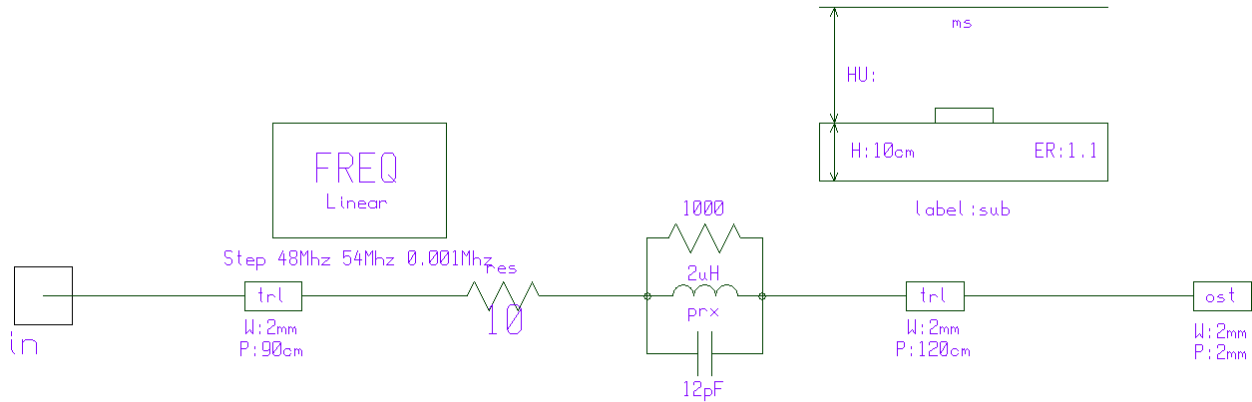 ms
HU:
H:10cm ER:1.1
label:sub
FREQ
Linear
Step 48Mhz 54Mhz 0.001Mhz
1000
res
2uH
trl
10
prx
trl
ost
in
W:2mm
P:90cm
12pF
W:2mm
P:120cm
W:2mm
P:2mm